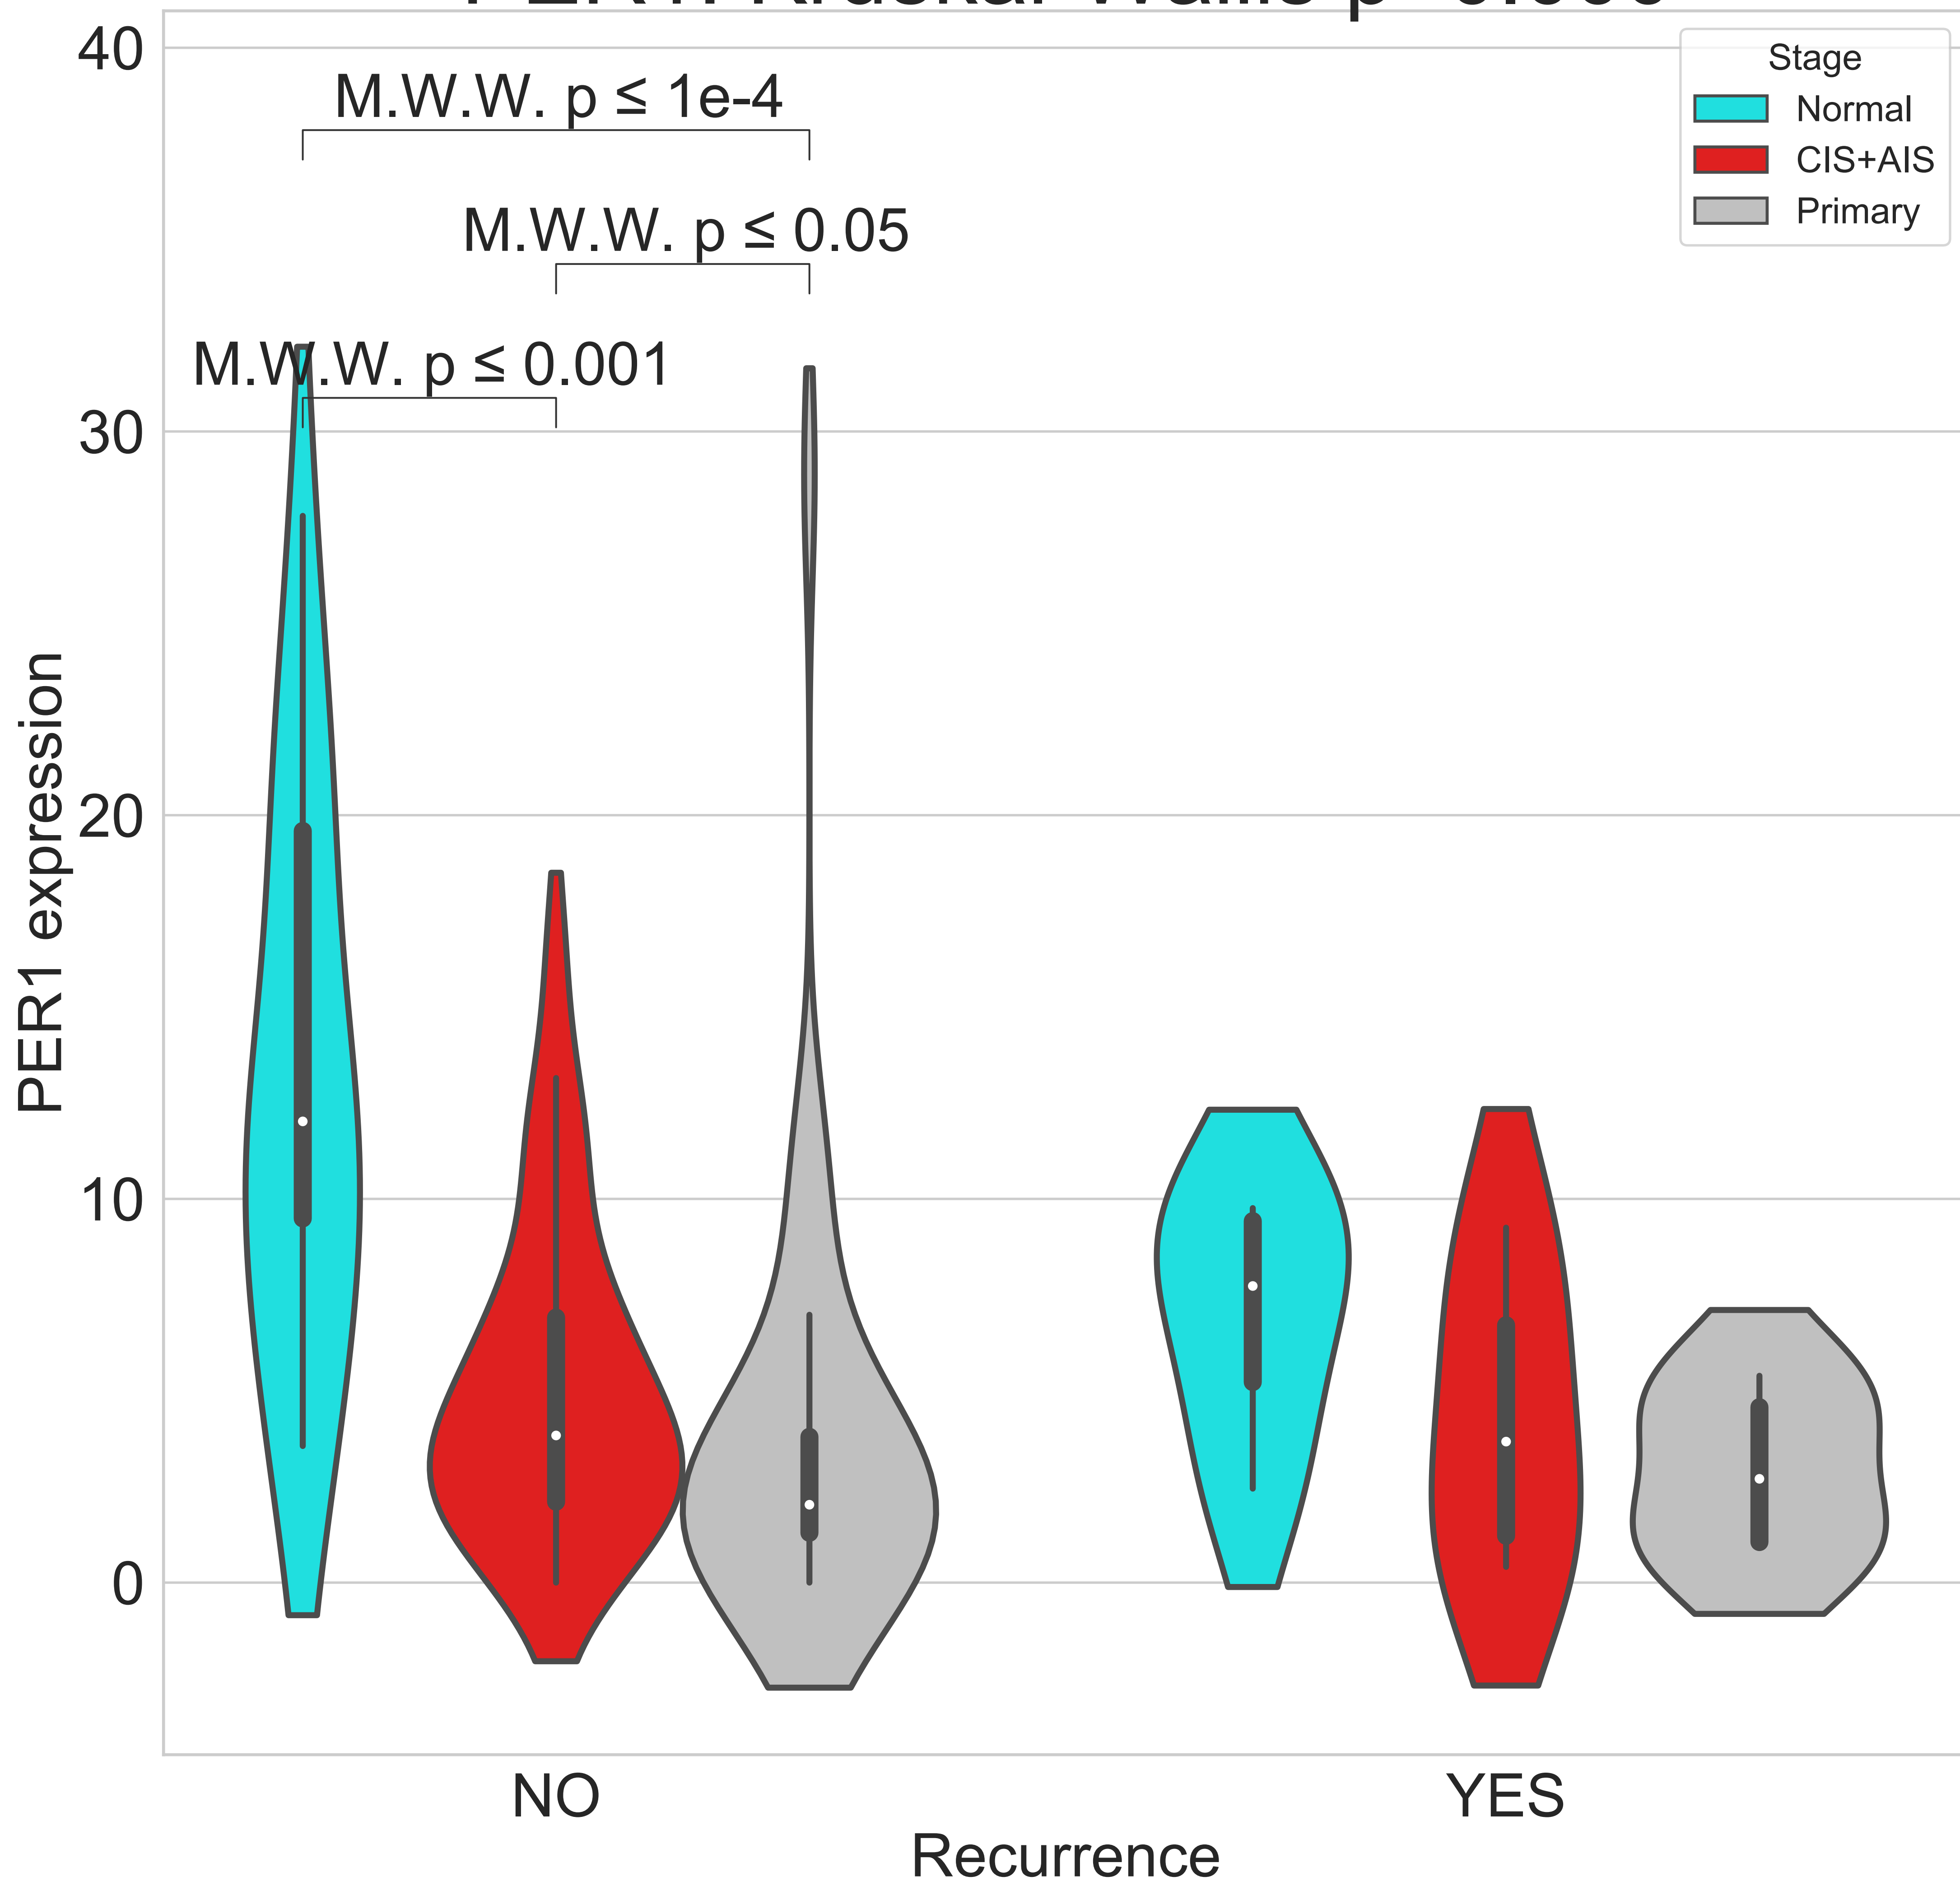 40
M.W.W. p ≤ 1e-4
M.W.W. p ≤ 0.05
M.W.W. p ≤ 0.001
30
20
10
0
PER1 expression
Stage
Normal
CIS+AIS
Primary
NO
YES
Recurrence